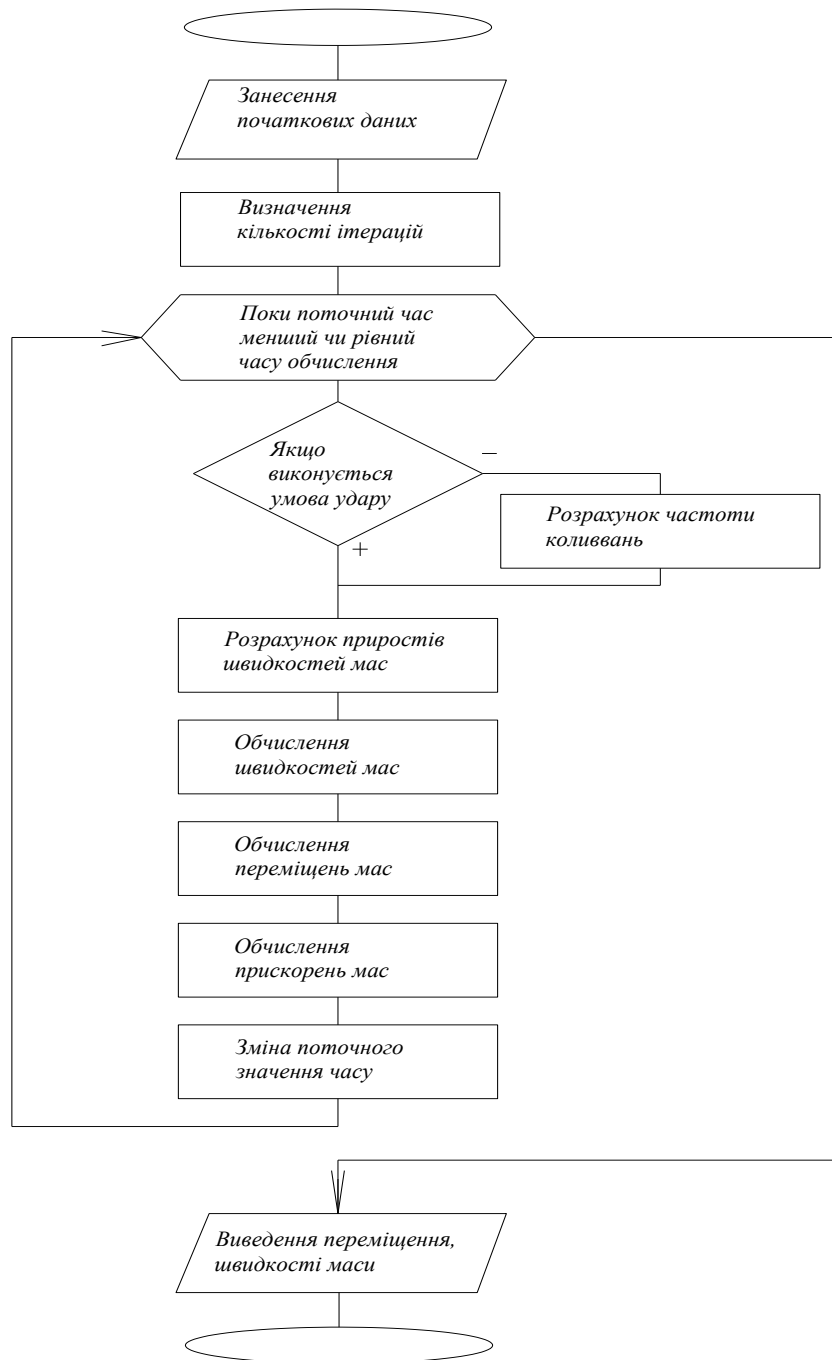 Занесення
початкових даних
Визначення
кількості ітерацій
Поки поточний час
менший чи рівний
часу обчислення
Якщо
виконується
умова удару
—
Розрахунок частоти
коливвань
+
Розрахунок приростів
швидкостей мас
Обчислення
швидкостей мас
Обчислення
переміщень мас
Обчислення
прискорень мас
Зміна поточного
значення часу
Виведення переміщення,
швидкості маси